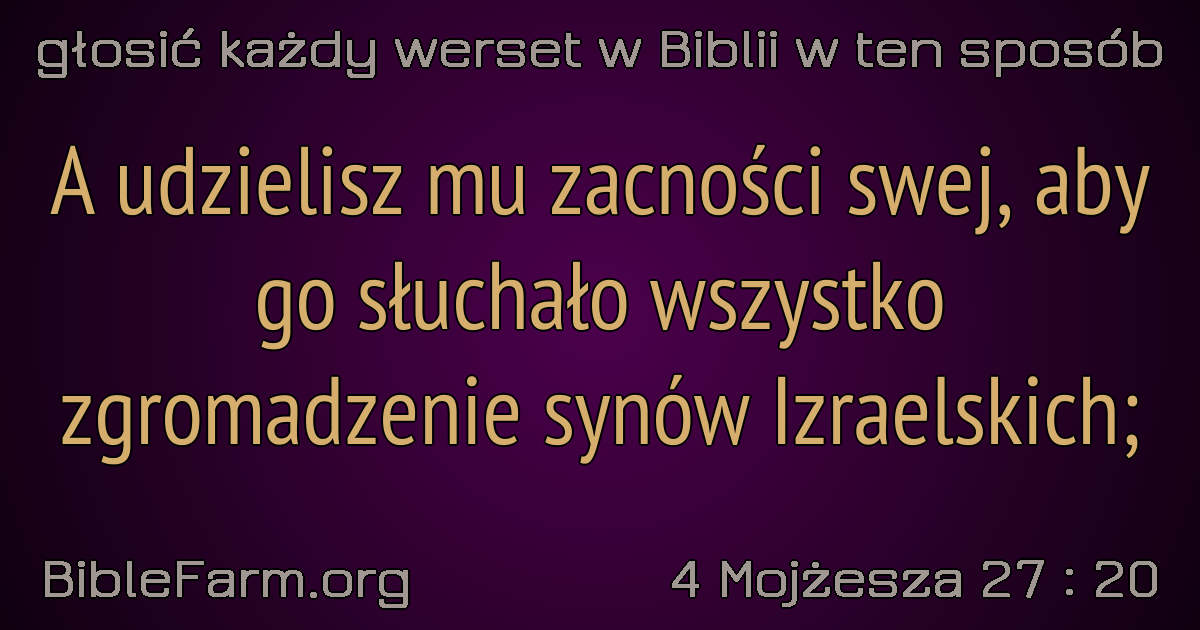 głosić każdy werset w Biblii w ten sposób
A udzielisz mu zacności swej, aby
go słuchało wszystko
zgromadzenie synów Izraelskich;
BibleFarm.org
4 Mojżesza 27 : 20